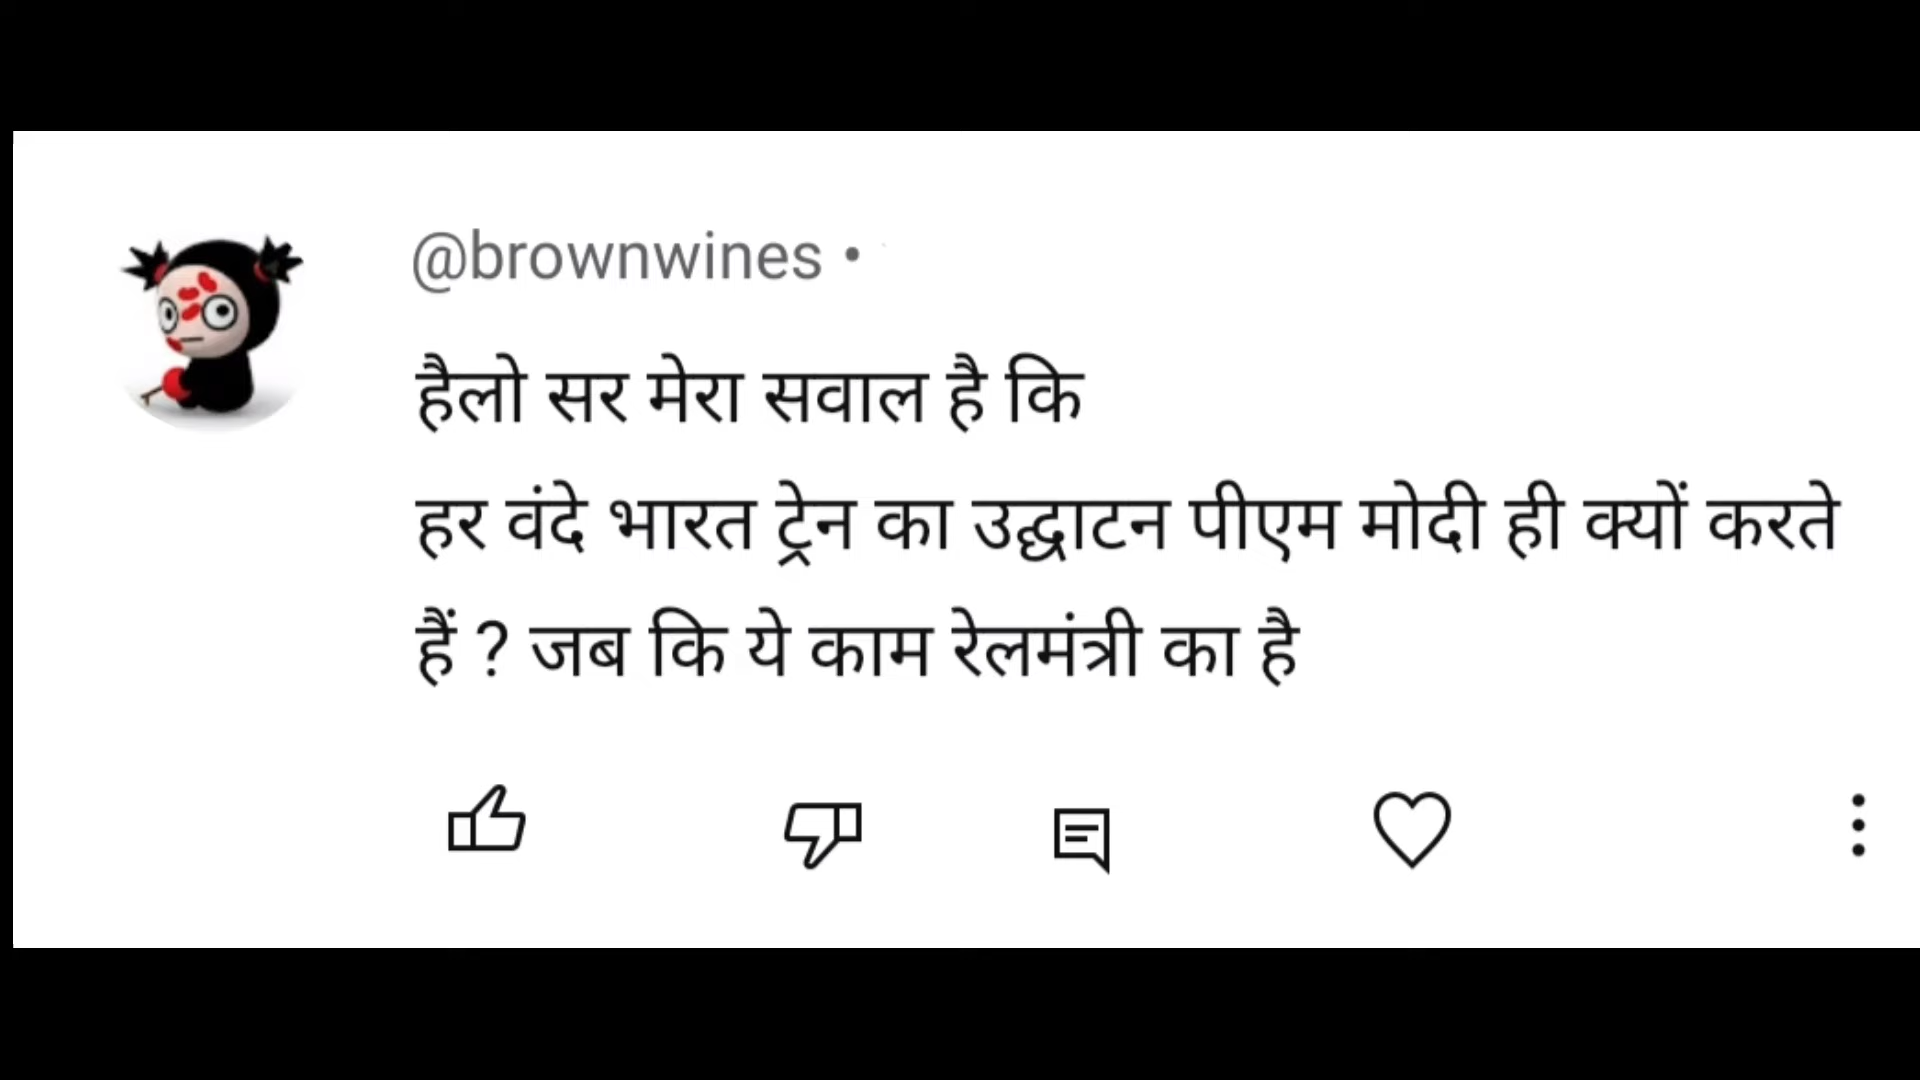 @brownwines •
हैलो सर मेरा सवाल है कि
हर वंदे भारत ट्रेन का उद्घाटन पीएम मोदी ही क्यों करते
हैं ? जब कि ये काम रेलमंत्री का है